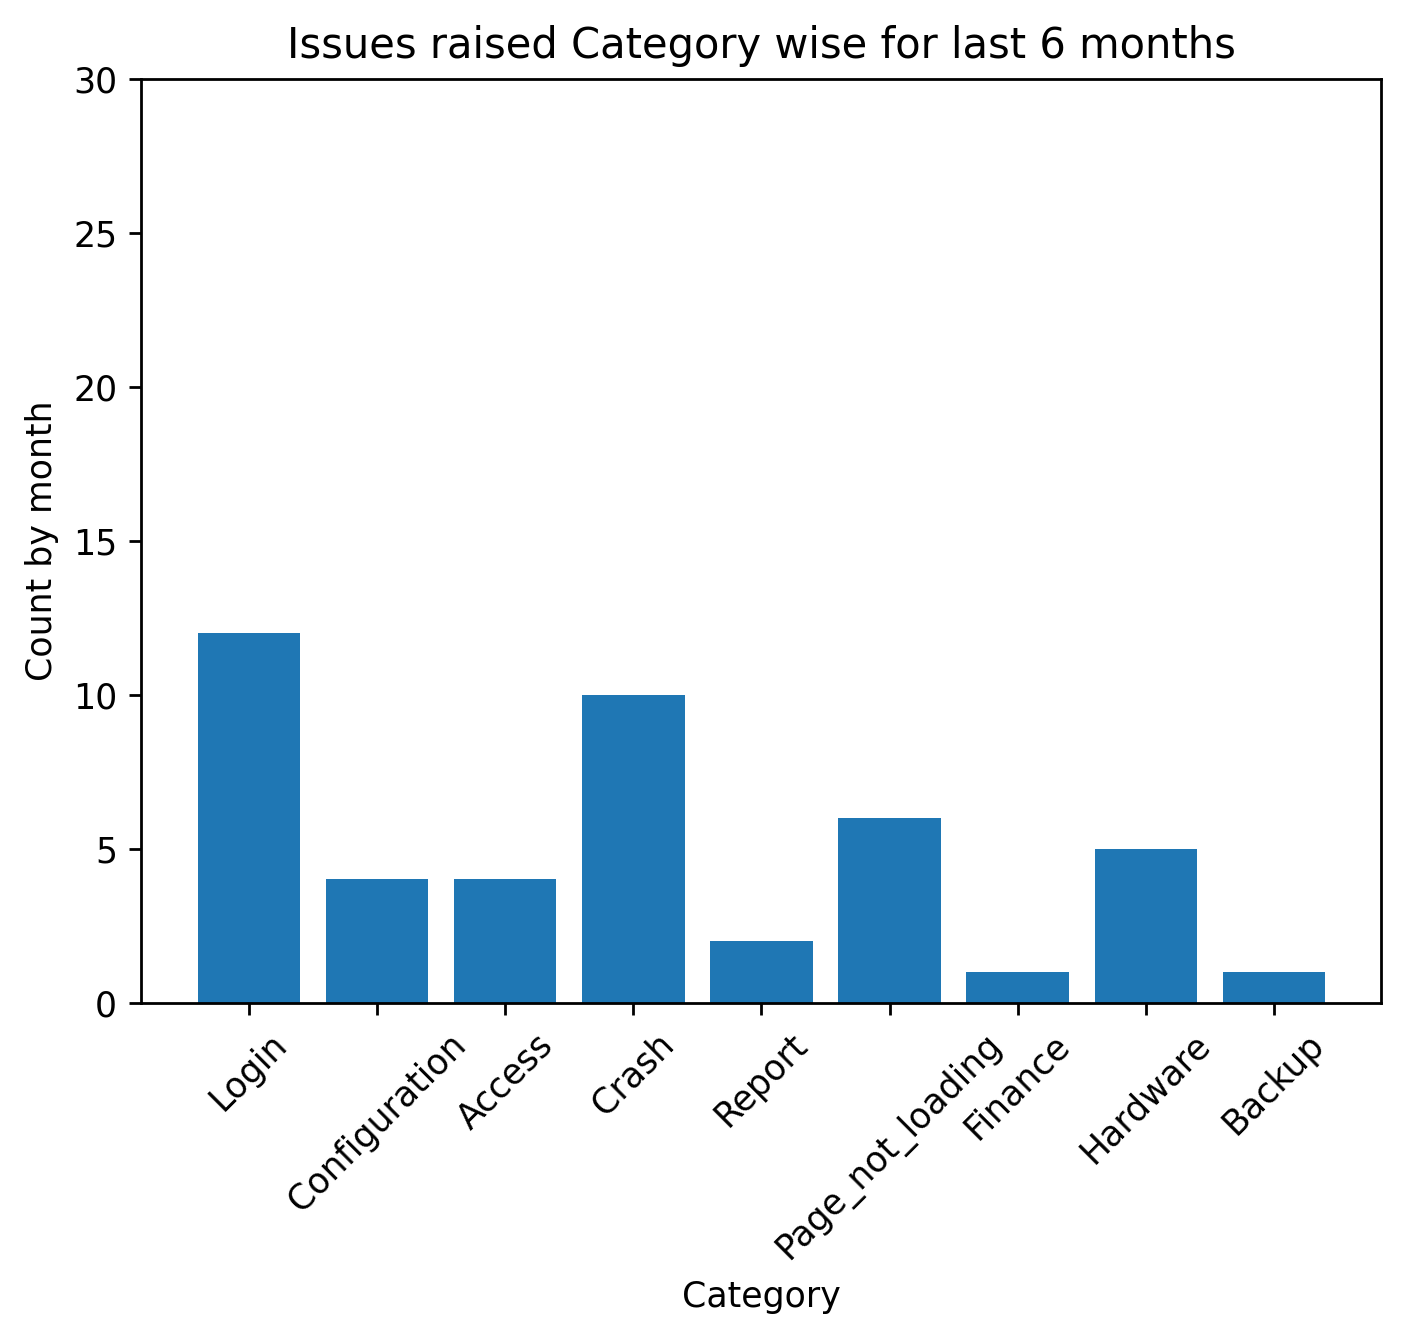 Issues raised Category wise for last 6 months
30
25
20
15
10
5
0
Count by month
Login
Configuration
Access
Crash
Report
Page_not_loading
Finance
Hardware
Backup
Category